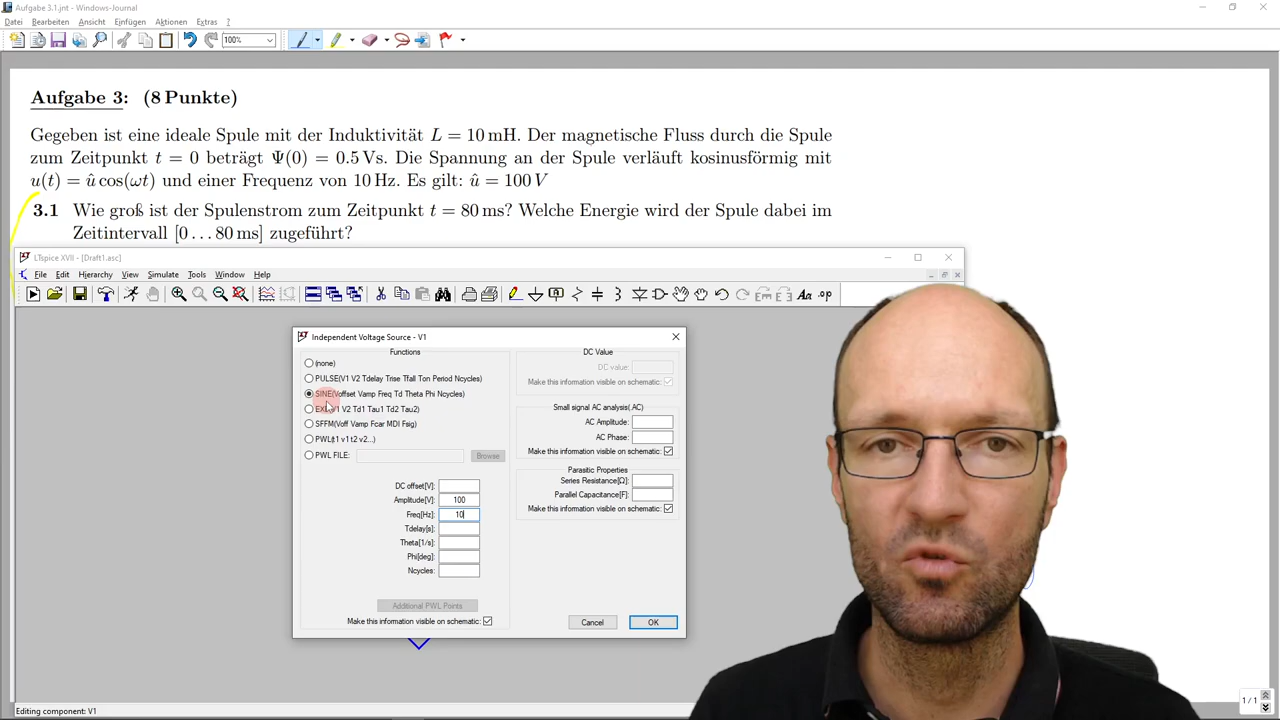 Aufgabe 3.1.jnt - Windows-Journal
Datei Bearbeiten Ansicht Einfügen Aktionen Extras ?
100%
Aufgabe 3: (8 Punkte)
Gegeben ist eine ideale Spule mit der Induktivität L = 10 mH. Der magnetische Fluss durch die Spule
zum Zeitpunkt t = 0 beträgt Ψ(0) = 0.5 Vs. Die Spannung an der Spule verläuft kosinusförmig mit
u(t) = û cos(ωt) und einer Frequenz von 10 Hz. Es gilt: û = 100 V
3.1 Wie groß ist der Spulenstrom zum Zeitpunkt t = 80 ms? Welche Energie wird der Spule dabei im
Zeitintervall [0 . . . 80 ms] zugeführt?
LTspice XVII - [Draft1.asc]
File Edit Hierarchy View Simulate Tools Window Help
Aa .op
Independent Voltage Source - V1
Functions
(none)
PULSE(V1 V2 Tdelay Trise Tfall Ton Period Ncycles)
SINE(Voffset Vamp Freq Td Theta Phi Ncycles)
EXP(V1 V2 Td1 Tau1 Td2 Tau2)
SFFM(Voff Vamp Fcar MDI Fsig)
PWL(t1 v1 t2 v2...)
PWL FILE: Browse
DC offset[V]:
Amplitude[V]: 100
Freq[Hz]: 10
Tdelay[s]:
Theta[1/s]:
Phi[deg]:
Ncycles:
Additional PWL Points
Make this information visible on schematic:
DC Value
DC value:
Make this information visible on schematic:
Small signal AC analysis(.AC)
AC Amplitude:
AC Phase:
Make this information visible on schematic:
Parasitic Properties
Series Resistance[Ω]:
Parallel Capacitance[F]:
Make this information visible on schematic:
Cancel OK
Editing component: V1
1 / 1